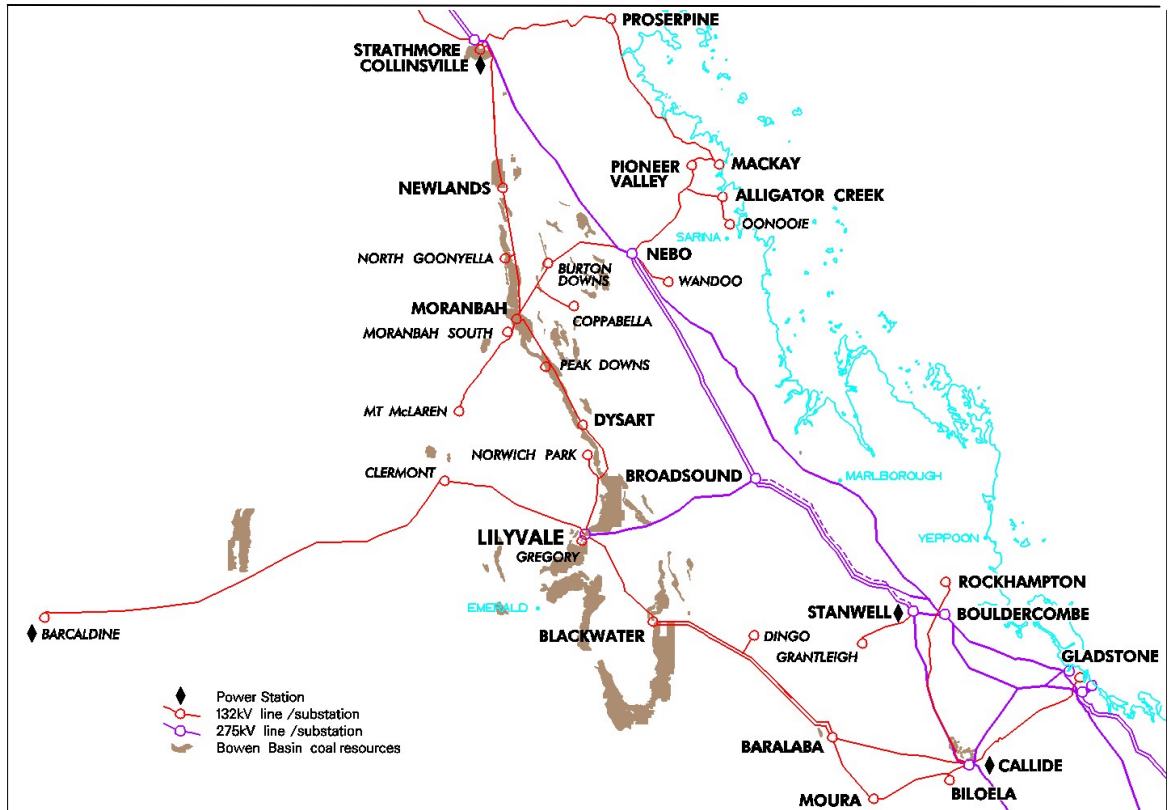 PROSERPINE
STRATHMORE
COLLINSVILLE
PIONEER
VALLEY
MACKAY
NEWLANDS
ALLIGATOR CREEK
OONOOIE
SARINA
NORTH GOONYELLA
BURTON
DOWNS
NEBO
WANDOO
MORANBAH
COPPABELLA
MORANBAH SOUTH
PEAK DOWNS
MT McLAREN
DYSART
NORWICH PARK
CLERMONT
BROADSOUND
MARLBOROUGH
LILYVALE
GREGORY
YEPPOON
ROCKHAMPTON
EMERALD
STANWELL
BOULDERCOMBE
BARCALDINE
BLACKWATER
DINGO
GRANTLEIGH
GLADSTONE
Power Station
132kV line /substation
275kV line /substation
Bowen Basin coal resources
BARALABA
CALLIDE
BILOELA
MOURA